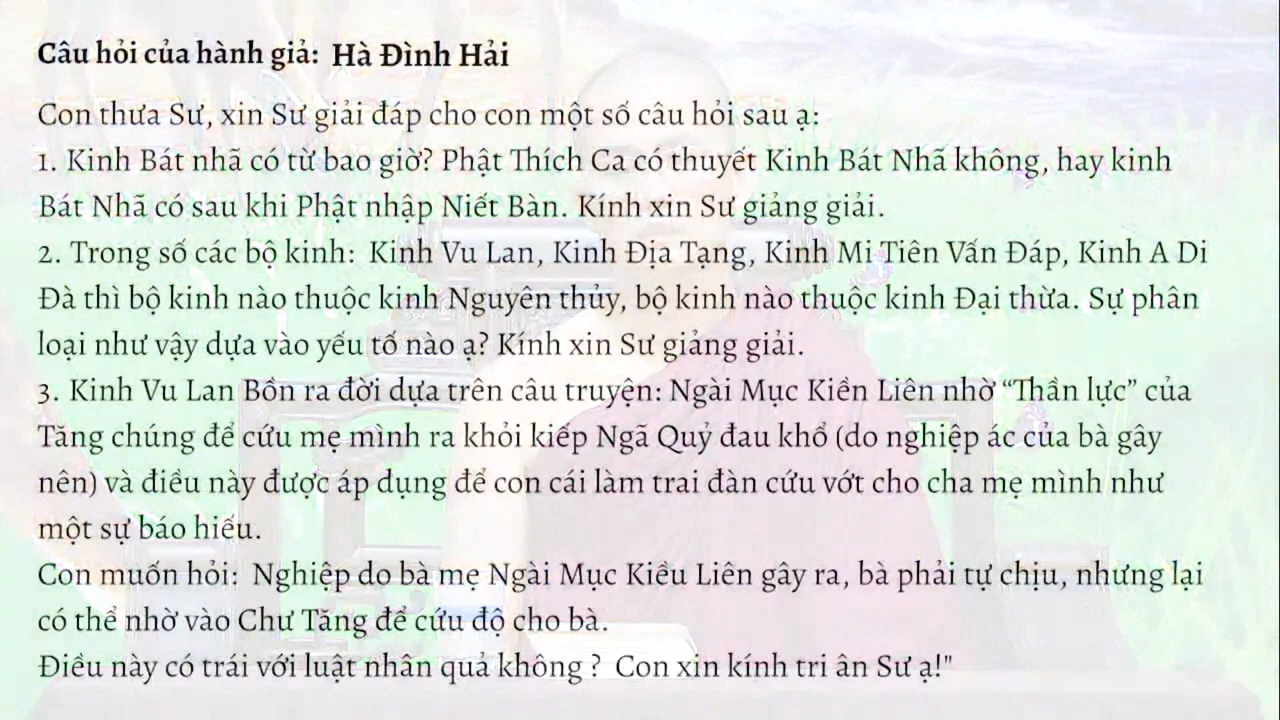 Câu hỏi của hành giả: Hà Đình Hải
Con thưa Sư, xin Sư giải đáp cho con một số câu hỏi sau ạ:
1. Kinh Bát nhã có từ bao giờ? Phật Thích Ca có thuyết Kinh Bát Nhã không, hay kinh
Bát Nhã có sau khi Phật nhập Niết Bàn. Kính xin Sư giảng giải.
2. Trong số các bộ kinh: Kinh Vu Lan, Kinh Địa Tạng, Kinh Mi Tiên Vấn Đáp, Kinh A Di
Đà thì bộ kinh nào thuộc kinh Nguyên thủy, bộ kinh nào thuộc kinh Đại thừa. Sự phân
loại như vậy dựa vào yếu tố nào ạ? Kính xin Sư giảng giải.
3. Kinh Vu Lan Bồn ra đời dựa trên câu truyện: Ngài Mục Kiền Liên nhờ “Thần lực” của
Tăng chúng để cứu mẹ mình ra khỏi kiếp Ngã Quỷ đau khổ (do nghiệp ác của bà gây
nên) và điều này được áp dụng để con cái làm trai đàn cứu vớt cho cha mẹ mình như
một sự báo hiếu.
Con muốn hỏi: Nghiệp do bà mẹ Ngài Mục Kiều Liên gây ra, bà phải tự chịu, nhưng lại
có thể nhờ vào Chư Tăng để cứu độ cho bà.
Điều này có trái với luật nhân quả không ? Con xin kính tri ân Sư ạ!"